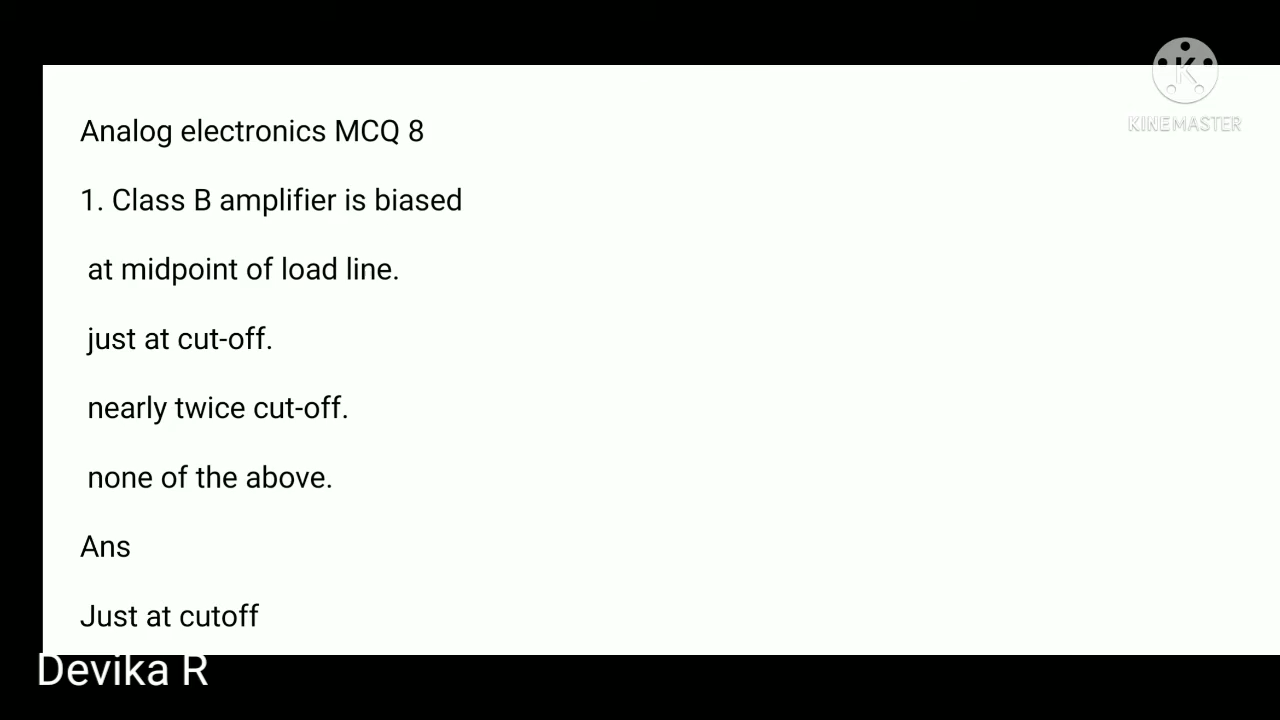 KINEMASTER
Analog electronics MCQ 8
1. Class B amplifier is biased
at midpoint of load line.
just at cut-off.
nearly twice cut-off.
none of the above.
Ans
Just at cutoff
Devika R